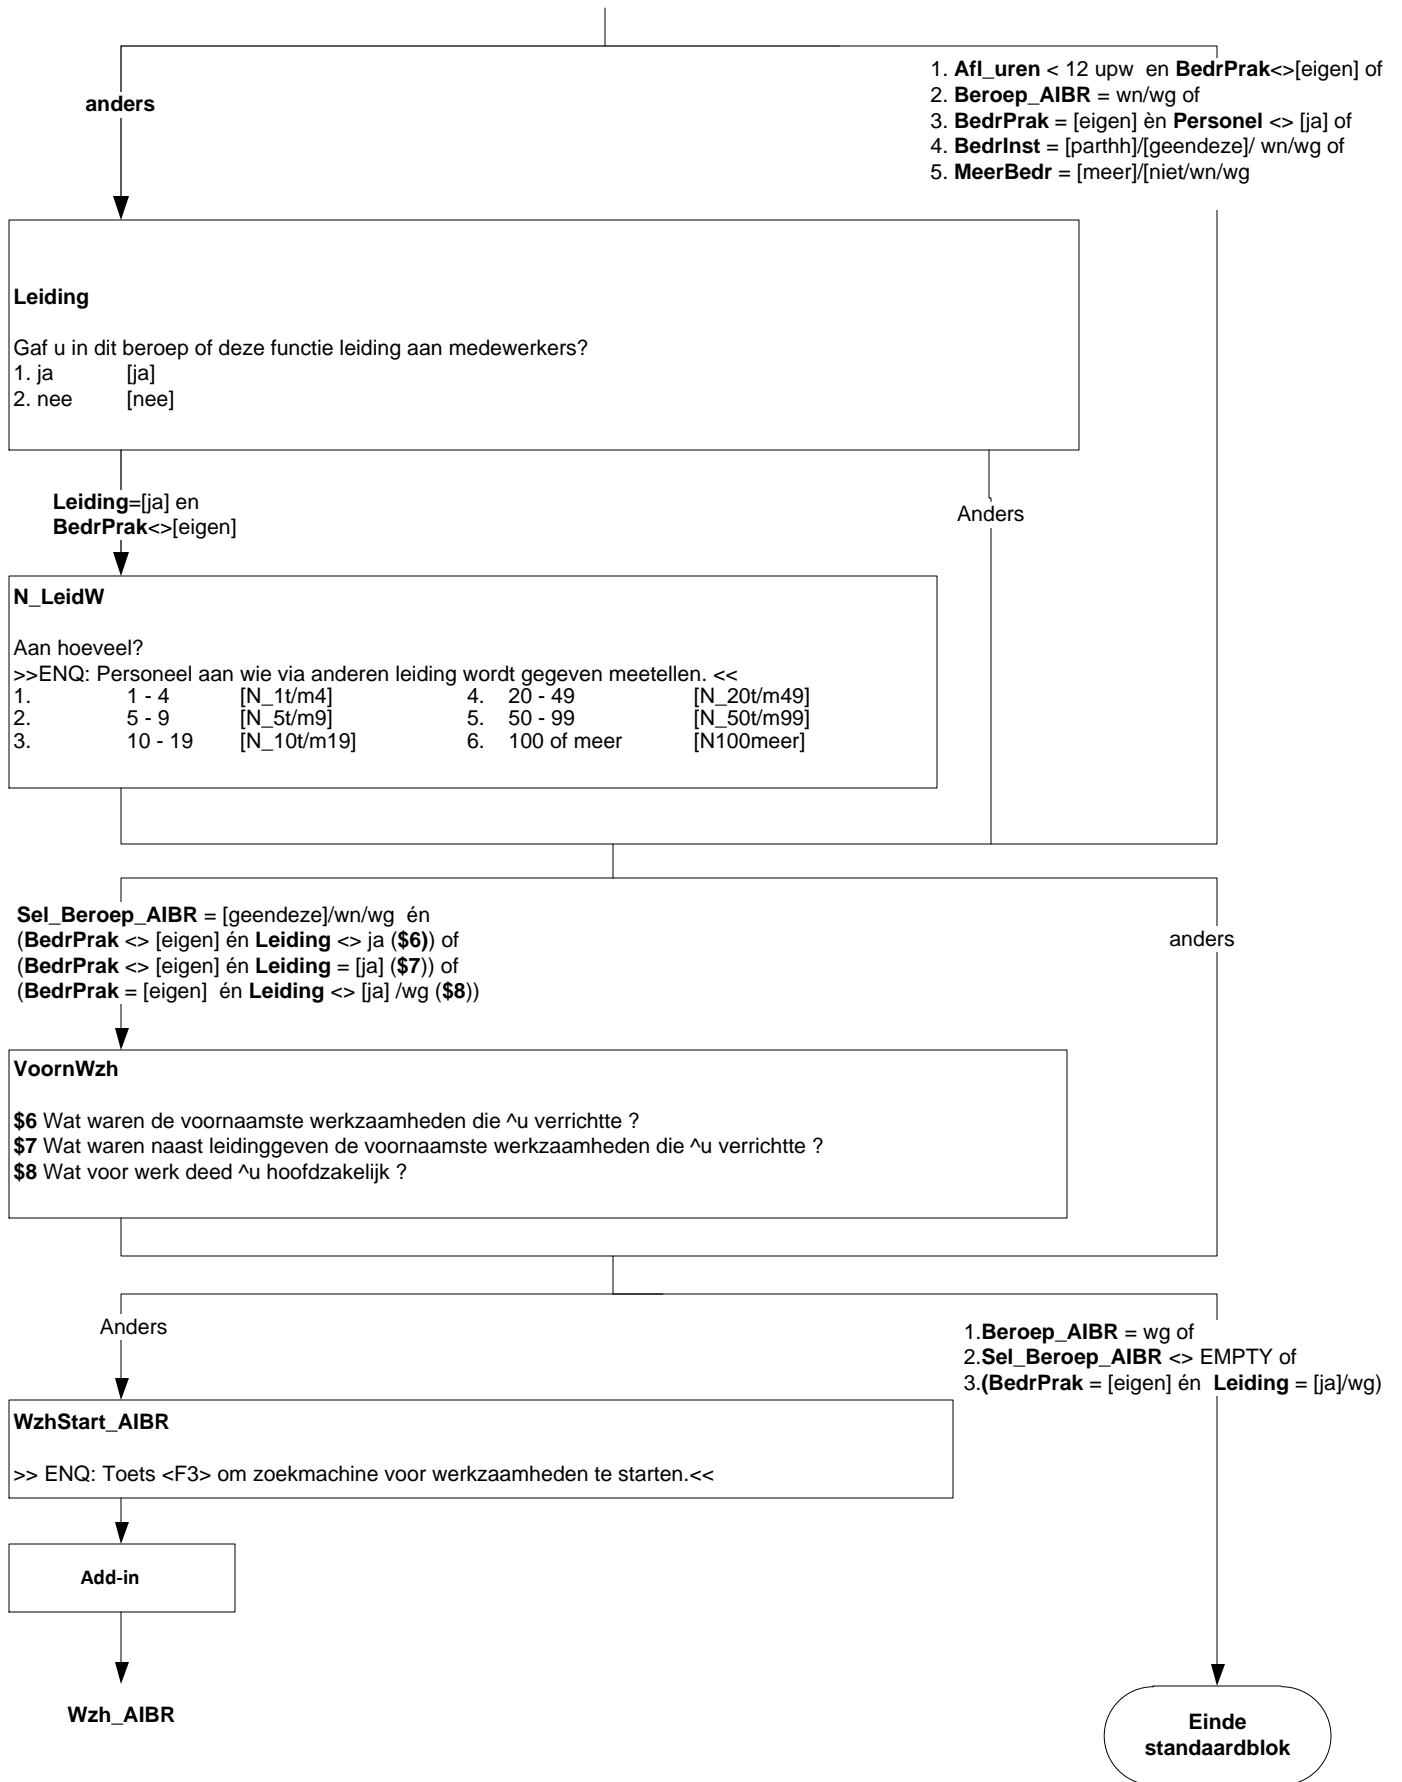 anders
1. Afl_uren < 12 upw en BedrPrak<>[eigen] of
2. Beroep_AIBR = wn/wg of
3. BedrPrak = [eigen] èn Personel <> [ja] of
4. BedrInst = [parthh]/[geendeze]/ wn/wg of
5. MeerBedr = [meer]/[niet/wn/wg
Leiding
Gaf u in dit beroep of deze functie leiding aan medewerkers?
1. ja [ja]
2. nee [nee]
Leiding=[ja] en
BedrPrak<>[eigen]
Anders
N_LeidW
Aan hoeveel?
>>ENQ: Personeel aan wie via anderen leiding wordt gegeven meetellen. <<
1. 1 - 4 [N_1t/m4] 4. 20 - 49 [N_20t/m49]
2. 5 - 9 [N_5t/m9] 5. 50 - 99 [N_50t/m99]
3. 10 - 19 [N_10t/m19] 6. 100 of meer [N100meer]
Sel_Beroep_AIBR = [geendeze]/wn/wg én
(BedrPrak <> [eigen] én Leiding <> ja ($6)) of
(BedrPrak <> [eigen] én Leiding = [ja] ($7)) of
(BedrPrak = [eigen] én Leiding <> [ja] /wg ($8))
anders
VoornWzh
$6 Wat waren de voornaamste werkzaamheden die ^u verrichtte ?
$7 Wat waren naast leidinggeven de voornaamste werkzaamheden die ^u verrichtte ?
$8 Wat voor werk deed ^u hoofdzakelijk ?
Anders
1.Beroep_AIBR = wg of
2.Sel_Beroep_AIBR <> EMPTY of
3.(BedrPrak = [eigen] én Leiding = [ja]/wg)
WzhStart_AIBR
>> ENQ: Toets <F3> om zoekmachine voor werkzaamheden te starten.<<
Add-in
Wzh_AIBR
Einde
standaardblok